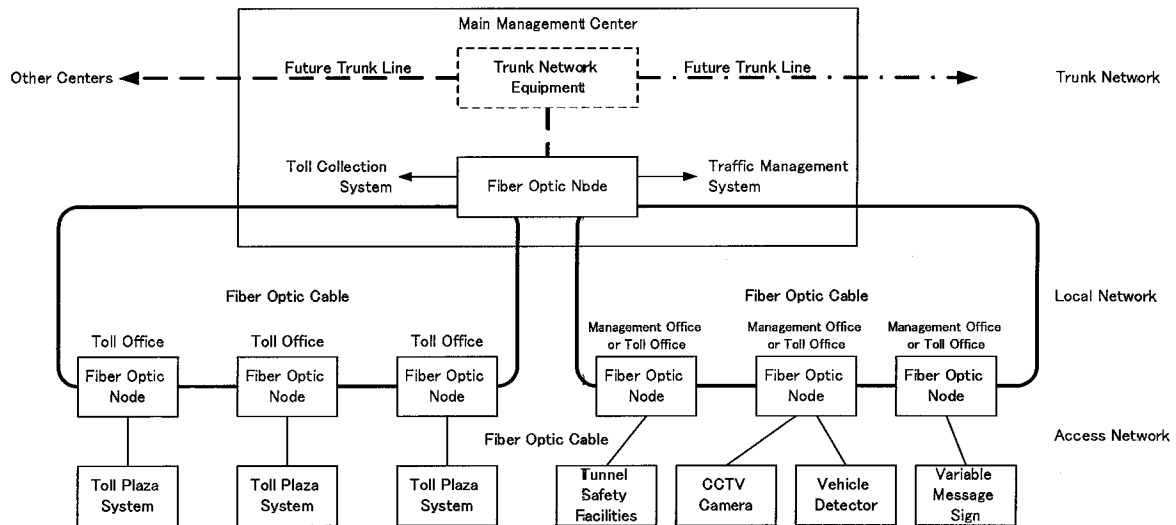 Main Management Center
Other Centers
Future Trunk Line
Trunk Network
Equipment
Future Trunk Line
Trunk Network
Toll Collection
System
Fiber Optic Node
Traffic Management
System
Fiber Optic Cable
Fiber Optic Cable
Local Network
Toll Office
Toll Office
Toll Office
Management Office
or Toll Office
Management Office
or Toll Office
Management Office
or Toll Office
Fiber Optic
Node
Fiber Optic
Node
Fiber Optic
Node
Fiber Optic
Node
Fiber Optic
Node
Fiber Optic
Node
Fiber Optic Cable
Access Network
Toll Plaza
System
Toll Plaza
System
Toll Plaza
System
Tunnel
Safety
Facilities
CCTV
Camera
Vehicle
Detector
Variable
Message
Sign